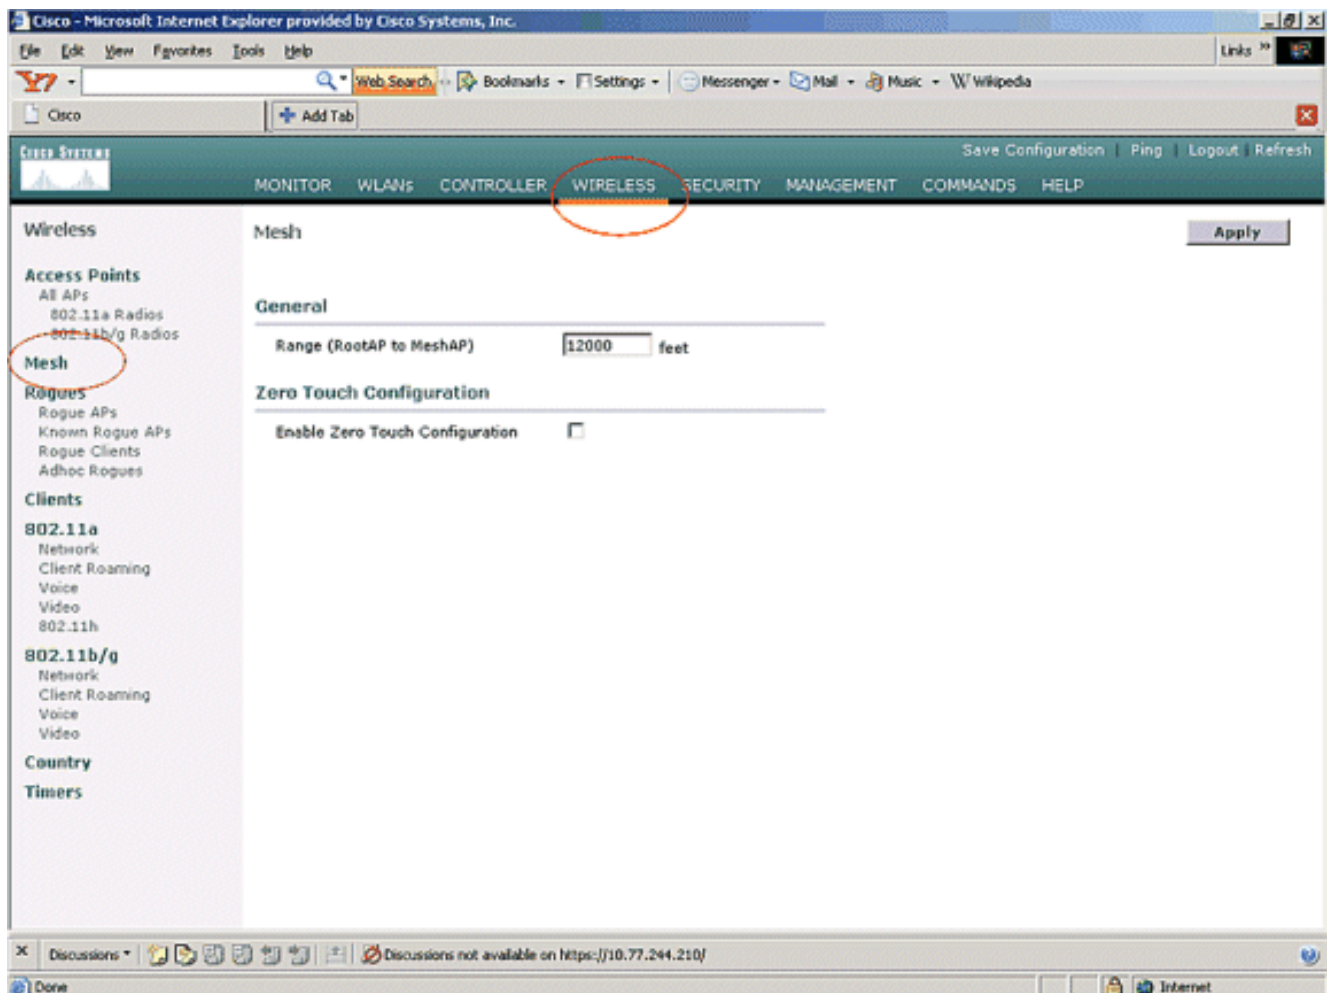 Cisco - Microsoft Internet Explorer provided by Cisco Systems, Inc.
File Edit View Favorites Tools Help Links »
Y7 - Web Search Bookmarks Settings Messenger Mail Music W Wikipedia
Cisco Add Tab
CISCO SYSTEMS Save Configuration | Ping | Logout | Refresh
MONITOR WLANs CONTROLLER WIRELESS SECURITY MANAGEMENT COMMANDS HELP
Wireless
Access Points
All APs
802.11a Radios
802.11b/g Radios
Mesh
Rogues
Rogue APs
Known Rogue APs
Rogue Clients
Adhoc Rogues
Clients
802.11a
Network
Client Roaming
Voice
Video
802.11h
802.11b/g
Network
Client Roaming
Voice
Video
Country
Timers
Mesh Apply
General
Range (RootAP to MeshAP) 12000 feet
Zero Touch Configuration
Enable Zero Touch Configuration
Discussions Discussions not available on https://10.77.244.210/
Done Internet